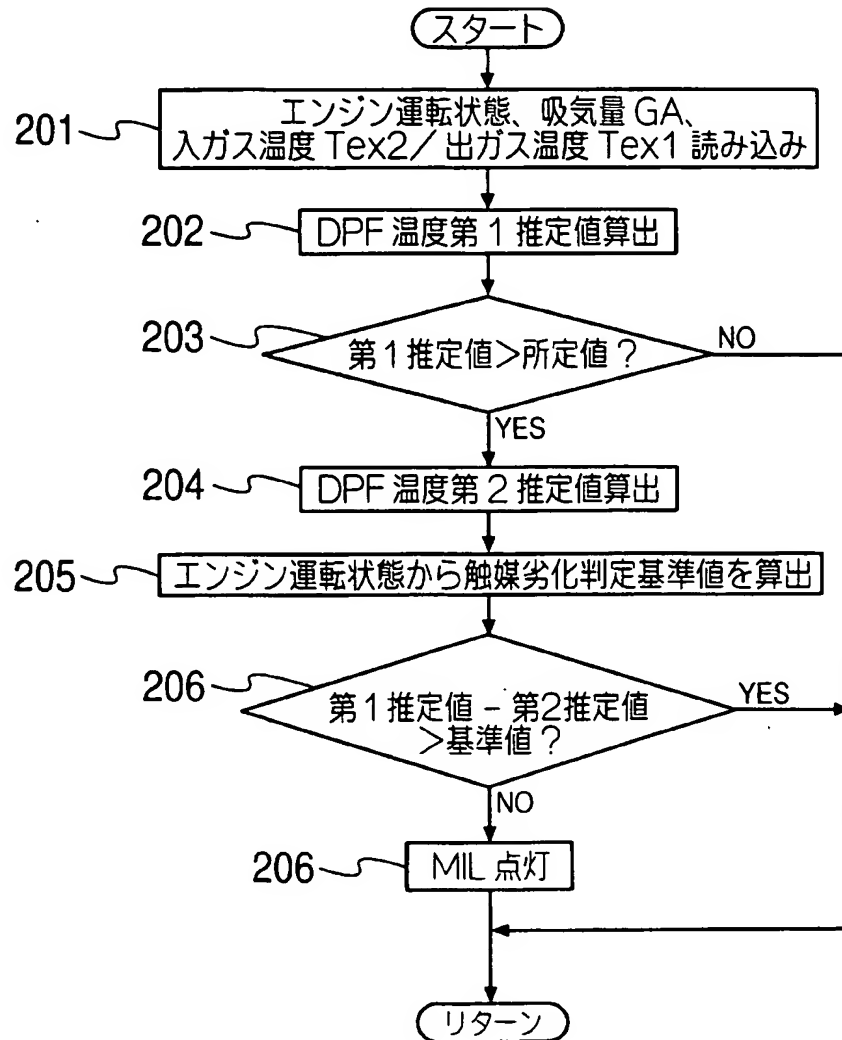 スタート
201
エンジン運転状態、吸気量 GA、
入ガス温度 Tex2/出ガス温度 Tex1 読み込み
202
DPF 温度第1推定値算出
203
第1推定値>所定値?
NO
YES
204
DPF 温度第2推定値算出
205
エンジン運転状態から触媒劣化判定基準値を算出
206
第1推定値-第2推定値
>基準値?
YES
NO
206
MIL 点灯
リターン